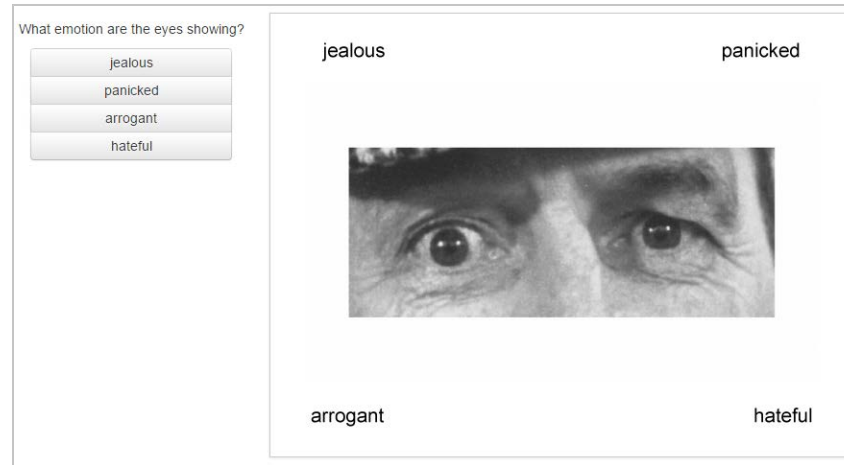 What emotion are the eyes showing?
jealous
panicked
arrogant
hateful
jealous panicked
arrogant hateful